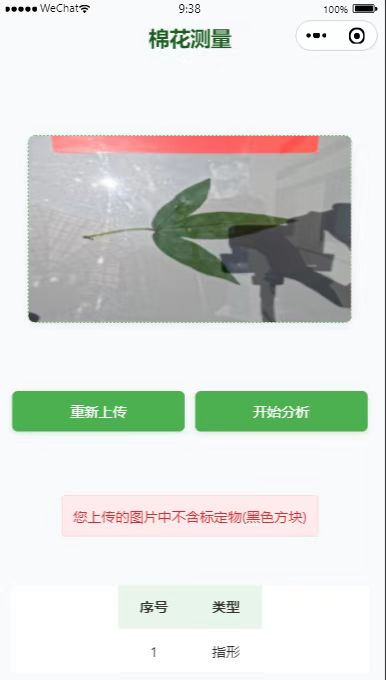 WeChat
9:38
100%
棉花测量
重新上传
开始分析
您上传的图片中不含标定物(黑色方块)
序号 类型
1 指形